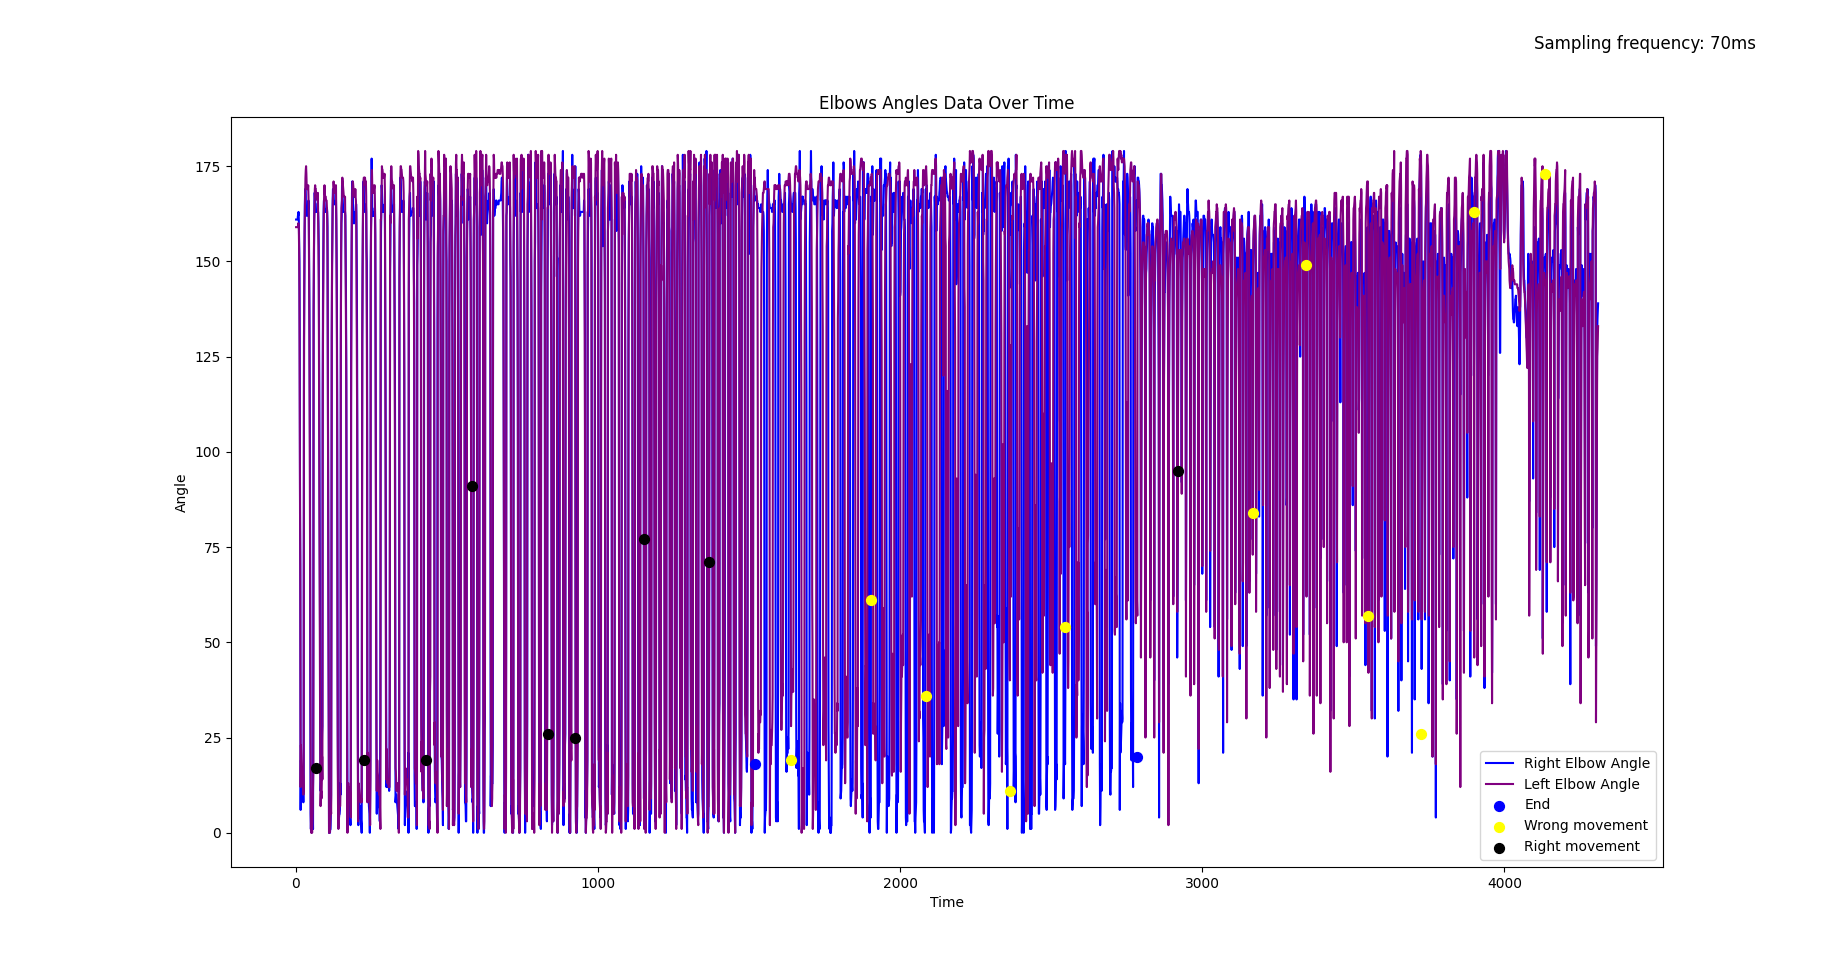 Sampling frequency: 70ms
Elbows Angles Data Over Time
175
150
125
100
75
50
25
0
Angle
Right Elbow Angle
Left Elbow Angle
End
Wrong movement
Right movement
0 1000 2000 3000 4000
Time